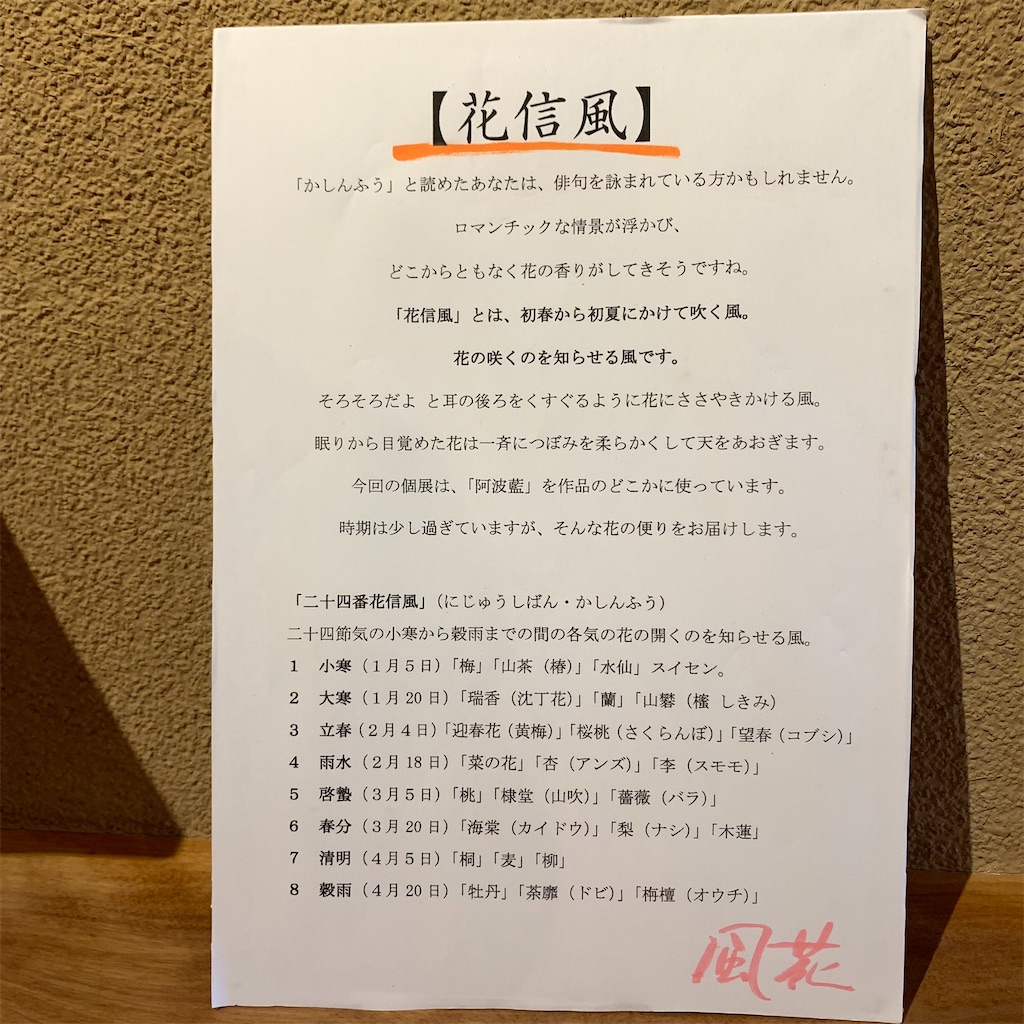 【花信風】
「かしんふう」と読めたあなたは、俳句を詠まれている方かもしれません。
ロマンチックな情景が浮かび、
どこからともなく花の香りがしてきそうですね。
「花信風」とは、初春から初夏にかけて吹く風。
花の咲くのを知らせる風です。
そろそろだよ と耳の後ろをくすぐるように花にささやきかける風。
眠りから目覚めた花は一斉につぼみを柔らかくして天をあおぎます。
今回の個展は、「阿波藍」を作品のどこかに使っています。
時期は少し過ぎていますが、そんな花の便りをお届けします。
「二十四番花信風」(にじゅうしばん・かしんふう)
二十四節気の小寒から穀雨までの間の各気の花の開くのを知らせる風。
1 小寒(1月5日)「梅」「山茶(椿)」「水仙」スイセン。
2 大寒(1月20日)「瑞香(沈丁花)」「蘭」「山礬(櫁 しきみ)
3 立春(2月4日)「迎春花(黄梅)」「桜桃(さくらんぼ)」「望春(コブシ)」
4 雨水(2月18日)「菜の花」「杏(アンズ)」「李(スモモ)」
5 啓蟄(3月5日)「桃」「棣堂(山吹)」「薔薇(バラ)」
6 春分(3月20日)「海棠(カイドウ)」「梨(ナシ)」「木蓮」
7 清明(4月5日)「桐」「麦」「柳」
8 穀雨(4月20日)「牡丹」「荼靡(ドビ)」「栴檀(オウチ)」
風花